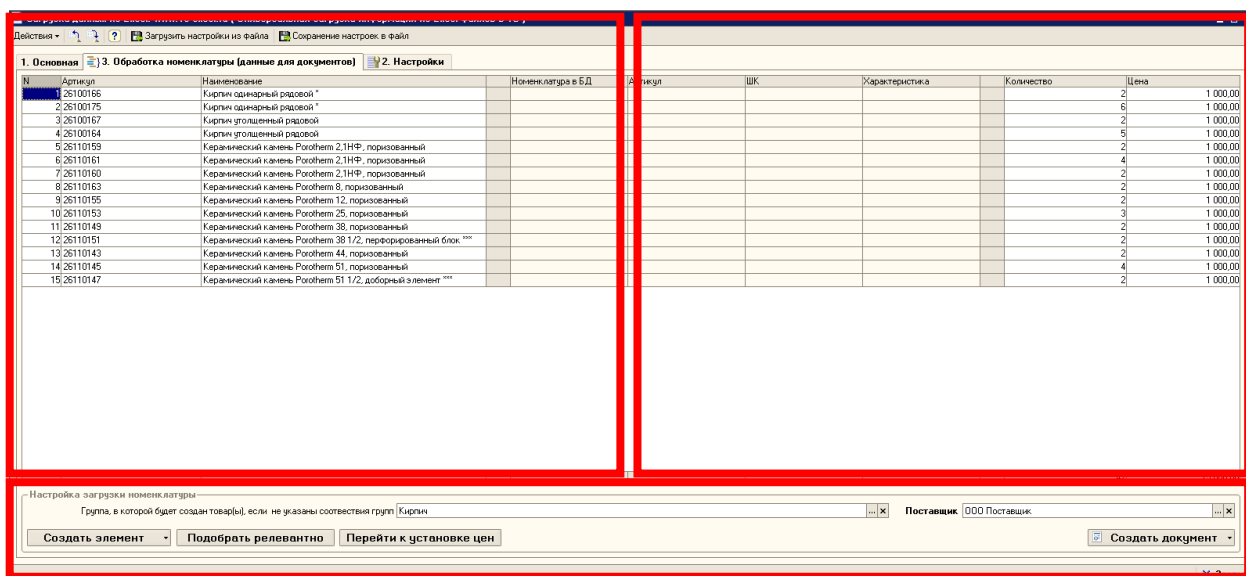 Действия ? Загрузить настройки из файла Сохранение настроек в файл
1. Основная 3. Обработка номенклатуры (данные для документов) 2. Настройки
N Артикул Наименование Номенклатура в БД ШК Характеристика Количество Цена
1 26100166 Кирпич одинарный рядовой * 2 1 000,00
2 26100175 Кирпич одинарный рядовой * 6 1 000,00
3 26100167 Кирпич утолщенный рядовой 2 1 000,00
4 26100164 Кирпич утолщенный рядовой 5 1 000,00
5 26110159 Керамический камень Porotherm 2,1НФ, поризованный 2 1 000,00
6 26110161 Керамический камень Porotherm 2,1НФ, поризованный 4 1 000,00
7 26110160 Керамический камень Porotherm 2,1НФ, поризованный 2 1 000,00
8 26110163 Керамический камень Porotherm 8, поризованный 2 1 000,00
9 26110155 Керамический камень Porotherm 12, поризованный 2 1 000,00
10 26110153 Керамический камень Porotherm 25, поризованный 3 1 000,00
11 26110149 Керамический камень Porotherm 38, поризованный 2 1 000,00
12 26110151 Керамический камень Porotherm 38 1/2, перфорированный блок *** 2 1 000,00
13 26110143 Керамический камень Porotherm 44, поризованный 2 1 000,00
14 26110145 Керамический камень Porotherm 51, поризованный 4 1 000,00
15 26110147 Керамический камень Porotherm 51 1/2, доборный элемент *** 2 1 000,00
Настройка загрузки номенклатуры
Группа, в которой будет создан товар(ы), если не указаны соотвествия групп Кирпич ... x Поставщик ООО Поставщик ... x
Создать элемент Подобрать релевантно Перейти к установке цен Создать документ